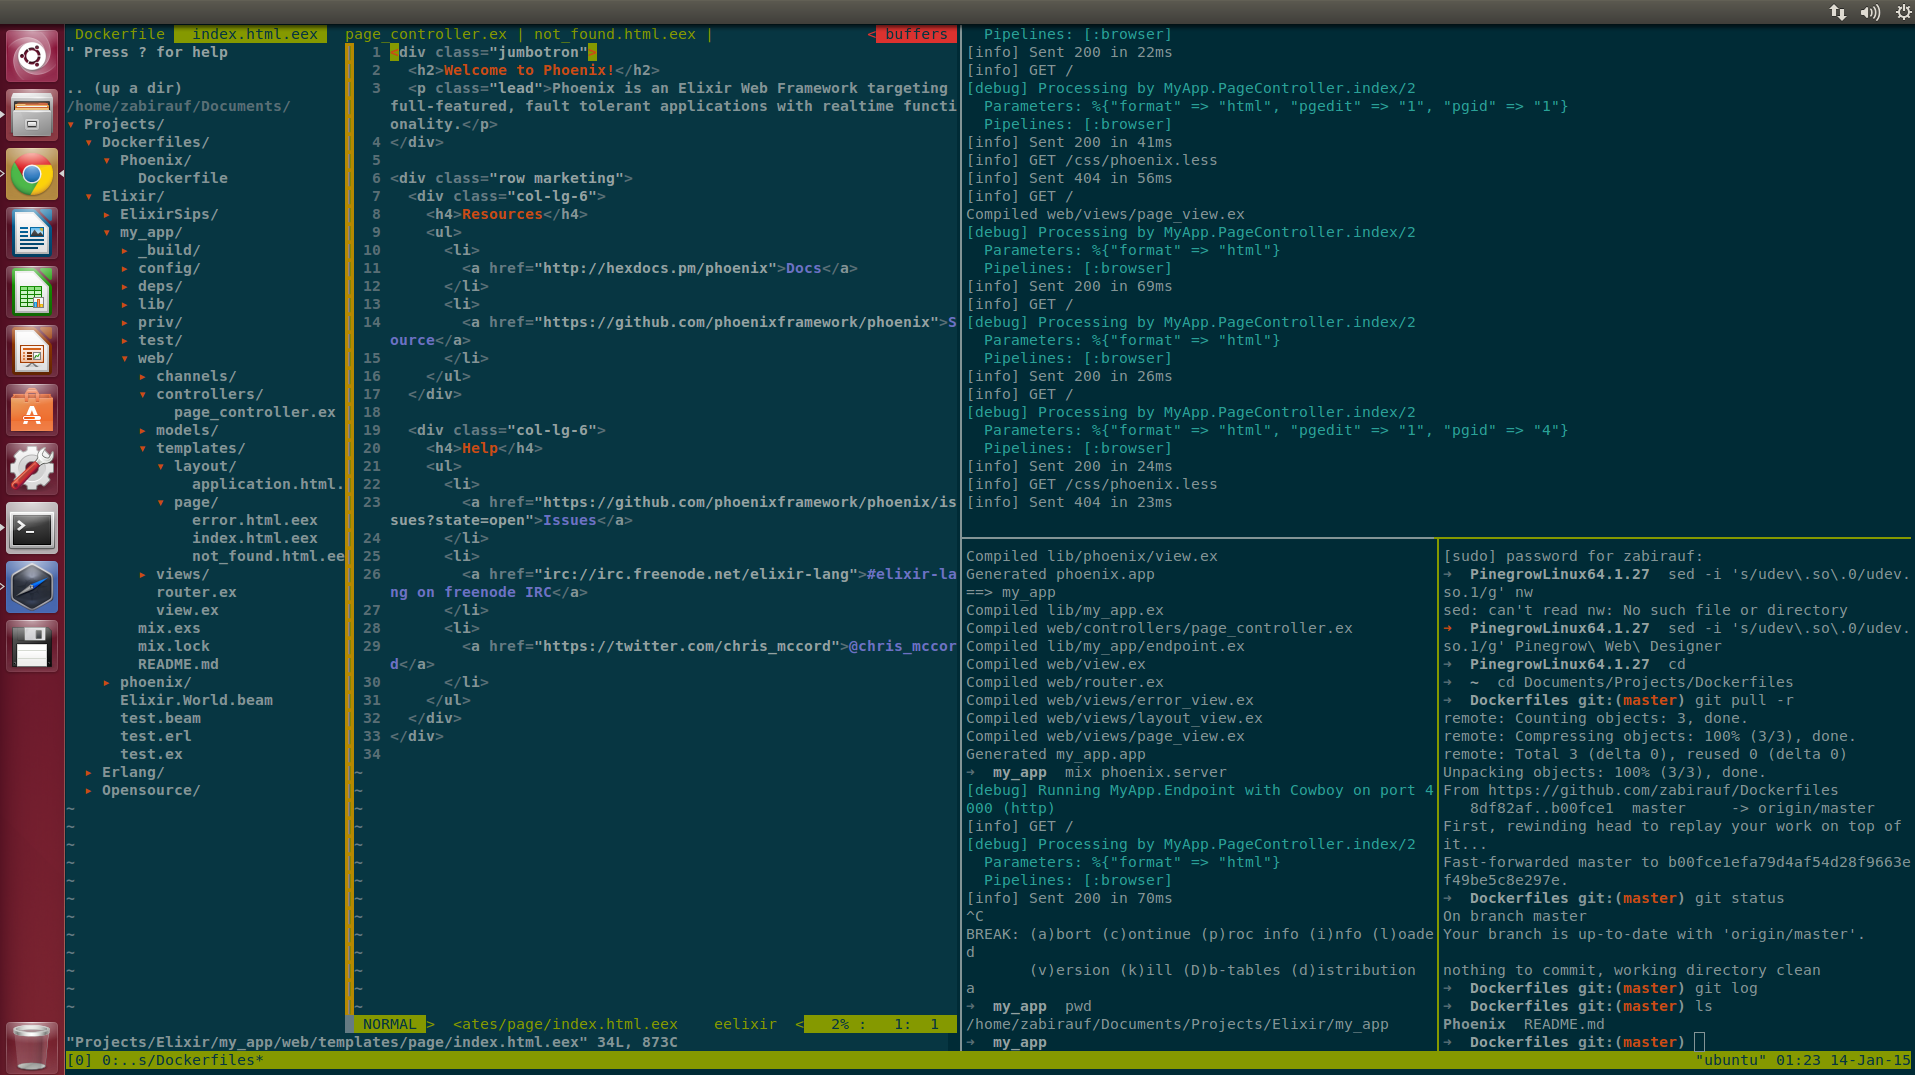 Dockerfile  index.html.eex   page_controller.ex | not_found.html.eex |   < buffers
" Press ? for help

.. (up a dir)
/home/zabirauf/Documents/
▾ Projects/
  ▾ Dockerfiles/
    ▾ Phoenix/
        Dockerfile
  ▾ Elixir/
    ▸ ElixirSips/
    ▾ my_app/
      ▸ _build/
      ▸ config/
      ▸ deps/
      ▸ lib/
      ▸ priv/
      ▸ test/
      ▾ web/
        ▸ channels/
        ▾ controllers/
            page_controller.ex
        ▸ models/
        ▾ templates/
          ▾ layout/
              application.html.
          ▾ page/
              error.html.eex
              index.html.eex
              not_found.html.ee
        ▸ views/
          router.ex
          view.ex
        mix.exs
        mix.lock
        README.md
    ▸ phoenix/
      Elixir.World.beam
      test.beam
      test.erl
      test.ex
  ▸ Erlang/
  ▸ Opensource/
~
~
~
~
~
~
~
~
~
~
~
~
1 <div class="jumbotron">
2   <h2>Welcome to Phoenix!</h2>
3   <p class="lead">Phoenix is an Elixir Web Framework targeting
full-featured, fault tolerant applications with realtime functi
onality.</p>
4 </div>
5
6 <div class="row marketing">
7   <div class="col-lg-6">
8     <h4>Resources</h4>
9     <ul>
10       <li>
11         <a href="http://hexdocs.pm/phoenix">Docs</a>
12       </li>
13       <li>
14         <a href="https://github.com/phoenixframework/phoenix">S
ource</a>
15       </li>
16     </ul>
17   </div>
18
19   <div class="col-lg-6">
20     <h4>Help</h4>
21     <ul>
22       <li>
23         <a href="https://github.com/phoenixframework/phoenix/is
sues?state=open">Issues</a>
24       </li>
25       <li>
26         <a href="irc://irc.freenode.net/elixir-lang">#elixir-la
ng on freenode IRC</a>
27       </li>
28       <li>
29         <a href="https://twitter.com/chris_mccord">@chris_mccor
d</a>
30       </li>
31     </ul>
32   </div>
33 </div>
34
~
~
~
~
~
~
~
~
~
~
~
~
~
~
NORMAL >  <ates/page/index.html.eex    eelixir  <   2% :   1:  1
"Projects/Elixir/my_app/web/templates/page/index.html.eex" 34L, 873C
  Pipelines: [:browser]
[info] Sent 200 in 22ms
[info] GET /
[debug] Processing by MyApp.PageController.index/2
  Parameters: %{"format" => "html", "pgedit" => "1", "pgid" => "1"}
  Pipelines: [:browser]
[info] Sent 200 in 41ms
[info] GET /css/phoenix.less
[info] Sent 404 in 56ms
[info] GET /
Compiled web/views/page_view.ex
[debug] Processing by MyApp.PageController.index/2
  Parameters: %{"format" => "html"}
  Pipelines: [:browser]
[info] Sent 200 in 69ms
[info] GET /
[debug] Processing by MyApp.PageController.index/2
  Parameters: %{"format" => "html"}
  Pipelines: [:browser]
[info] Sent 200 in 26ms
[info] GET /
[debug] Processing by MyApp.PageController.index/2
  Parameters: %{"format" => "html", "pgedit" => "1", "pgid" => "4"}
  Pipelines: [:browser]
[info] Sent 200 in 24ms
[info] GET /css/phoenix.less
[info] Sent 404 in 23ms
Compiled lib/phoenix/view.ex
Generated phoenix.app
==> my_app
Compiled lib/my_app.ex
Compiled web/controllers/page_controller.ex
Compiled lib/my_app/endpoint.ex
Compiled web/view.ex
Compiled web/router.ex
Compiled web/views/error_view.ex
Compiled web/views/layout_view.ex
Compiled web/views/page_view.ex
Generated my_app.app
➜  my_app  mix phoenix.server
[debug] Running MyApp.Endpoint with Cowboy on port 4
000 (http)
[info] GET /
[debug] Processing by MyApp.PageController.index/2
  Parameters: %{"format" => "html"}
  Pipelines: [:browser]
[info] Sent 200 in 70ms
^C
BREAK: (a)bort (c)ontinue (p)roc info (i)nfo (l)oade
d
       (v)ersion (k)ill (D)b-tables (d)istribution
a
➜  my_app  pwd
/home/zabirauf/Documents/Projects/Elixir/my_app
➜  my_app
[sudo] password for zabirauf:
➜  PinegrowLinux64.1.27  sed -i 's/udev\.so\.0/udev.
so.1/g' nw
sed: can't read nw: No such file or directory
➜  PinegrowLinux64.1.27  sed -i 's/udev\.so\.0/udev.
so.1/g' Pinegrow\ Web\ Designer
➜  PinegrowLinux64.1.27  cd
➜  ~  cd Documents/Projects/Dockerfiles
➜  Dockerfiles git:(master) git pull -r
remote: Counting objects: 3, done.
remote: Compressing objects: 100% (3/3), done.
remote: Total 3 (delta 0), reused 0 (delta 0)
Unpacking objects: 100% (3/3), done.
From https://github.com/zabirauf/Dockerfiles
   8df82af..b00fce1  master     -> origin/master
First, rewinding head to replay your work on top of
it...
Fast-forwarded master to b00fce1efa79d4af54d28f9663e
f49be5c8e297e.
➜  Dockerfiles git:(master) git status
On branch master
Your branch is up-to-date with 'origin/master'.

nothing to commit, working directory clean
➜  Dockerfiles git:(master) git log
➜  Dockerfiles git:(master) ls
Phoenix  README.md
➜  Dockerfiles git:(master)
[0] 0:..s/Dockerfiles*   "ubuntu" 01:23 14-Jan-15